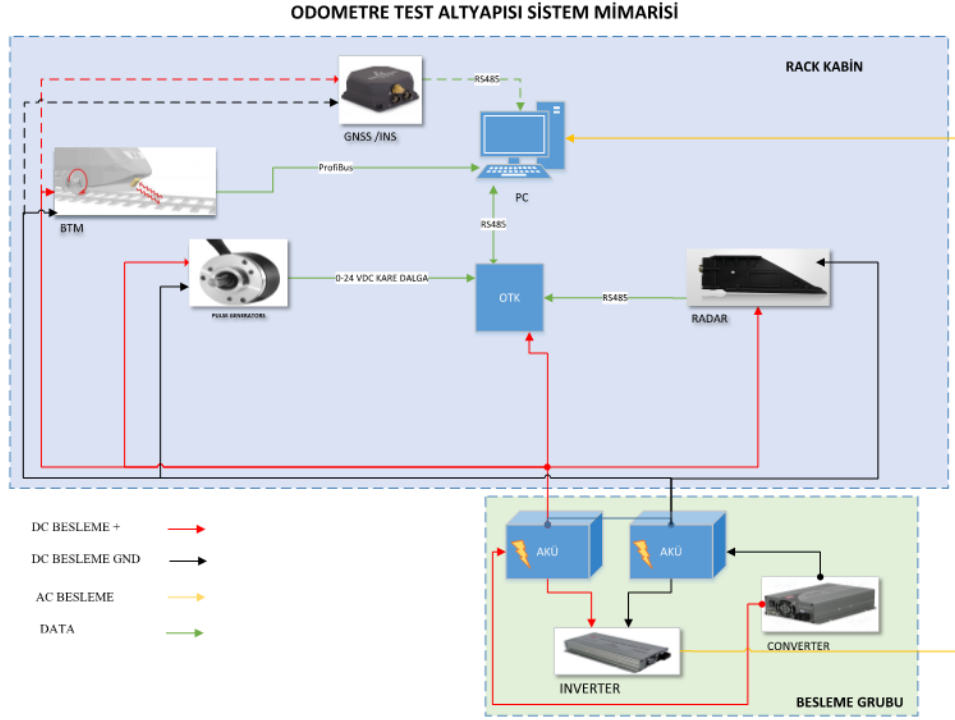 ODOMETRE TEST ALTYAPISI SİSTEM MİMARİSİ
RACK KABİN
RS485
GNSS /INS
ProfiBus
PC
BTM
RS485
0-24 VDC KARE DALGA
OTK
RS485
PULSE GENERATORS
RADAR
DC BESLEME +
DC BESLEME GND
AC BESLEME
DATA
AKÜ
AKÜ
CONVERTER
INVERTER
BESLEME GRUBU